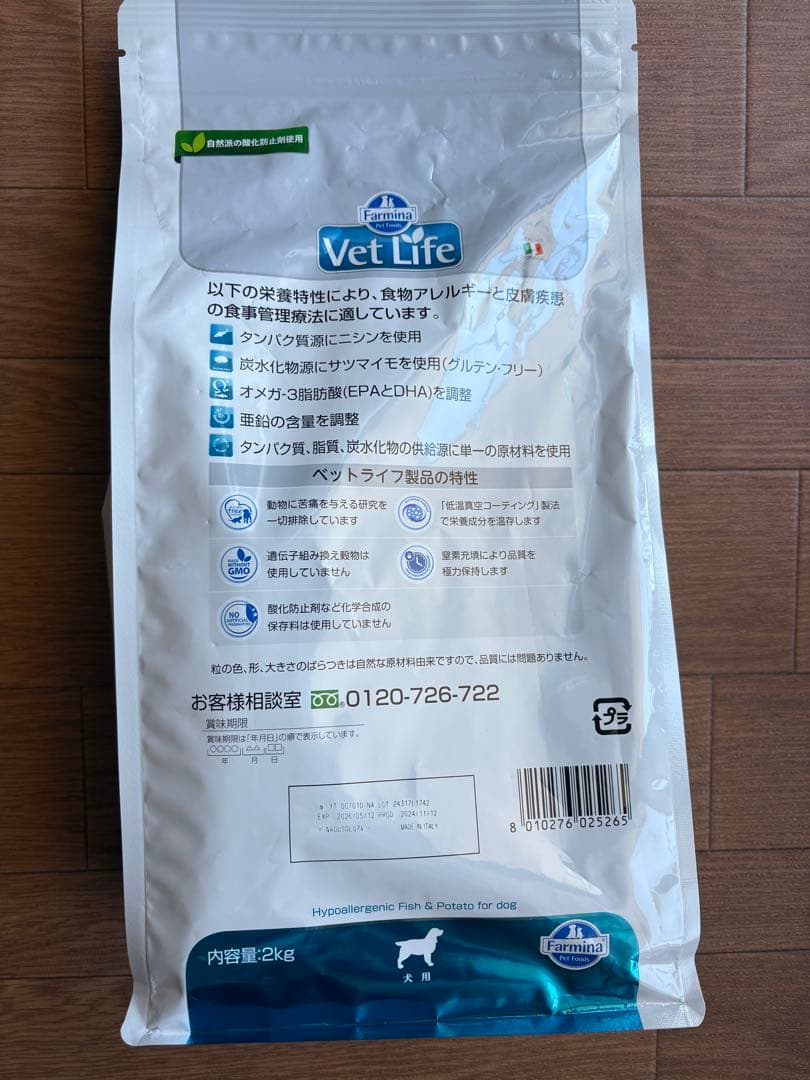 自然派の酸化防止剤使用
Farmina
Pet Foods
Vet Life
以下の栄養特性により、食物アレルギーと皮膚疾患
の食事管理療法に適しています。
タンパク質源にニシンを使用
炭水化物源にサツマイモを使用(グルテン・フリー)
オメガ-3脂肪酸(EPAとDHA)を調整
亜鉛の含量を調整
タンパク質、脂質、炭水化物の供給源に単一の原材料を使用
ベットライフ製品の特性
動物に苦痛を与える研究を
一切排除しています
「低温真空コーティング」製法
で栄養成分を温存します
MADE WITHOUT
GMO
遺伝子組み換え穀物は
使用していません
窒素充填により品質を
極力保持します
NO
ARTIFICIAL
PRESERVATIVES
酸化防止剤など化学合成の
保存料は使用していません
粒の色、形、大きさのばらつきは自然な原材料由来ですので、品質には問題ありません。
お客様相談室 0120-726-722
賞味期限
賞味期限は「年月日」の順で表示しています。
○○○○ △△ □□
年 月 日
プラ
IT 001010 NA LOT 24317L1742
EXP 2026/05/12 PROD 2024/11/12
MADE IN ITALY
8 010276 025265
Hypoallergenic Fish & Potato for dog
内容量:2kg
犬用
Farmina
Pet Foods